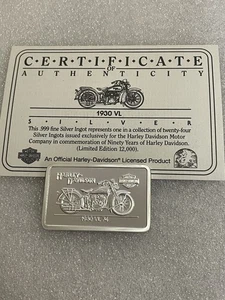 CERTIFICATE
OF
AUTHENTICITY
1930 VL
SILVER
This .999 fine Silver Ingot represents one in a collection of twenty-four
Silver Ingots issued exclusively for the Harley Davidson Motor
Company in commemoration of Ninety Years of Harley Davidson.
(Limited Edition 12,000).
An Official Harley-Davidson Licensed Product
HARLEY
DAVIDSON
1930 VL